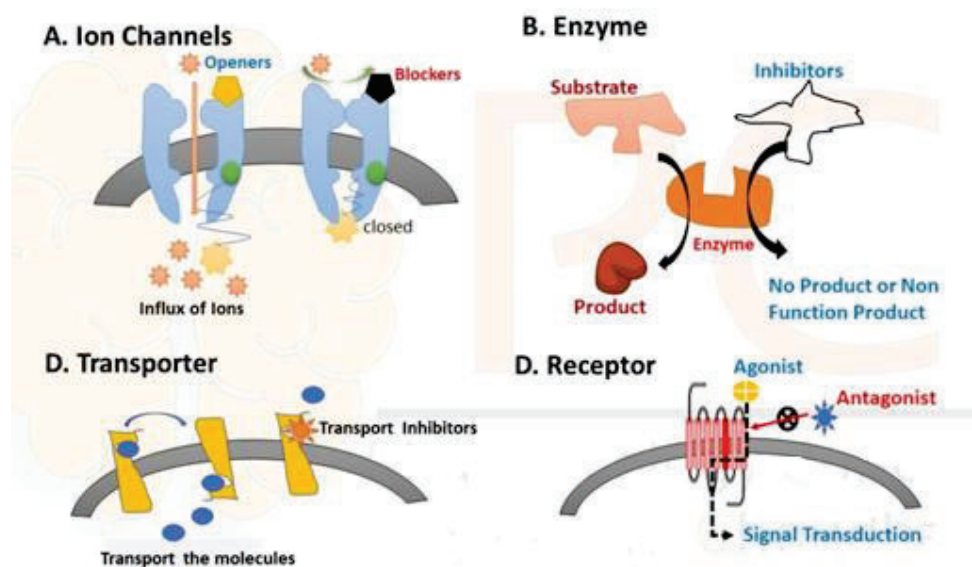 A. Ion Channels
Openers
Blockers
closed
Influx of Ions
B. Enzyme
Substrate
Inhibitors
Enzyme
Product
No Product or Non
Function Product
D. Transporter
Transport Inhibitors
Transport the molecules
D. Receptor
Agonist
Antagonist
Signal Transduction